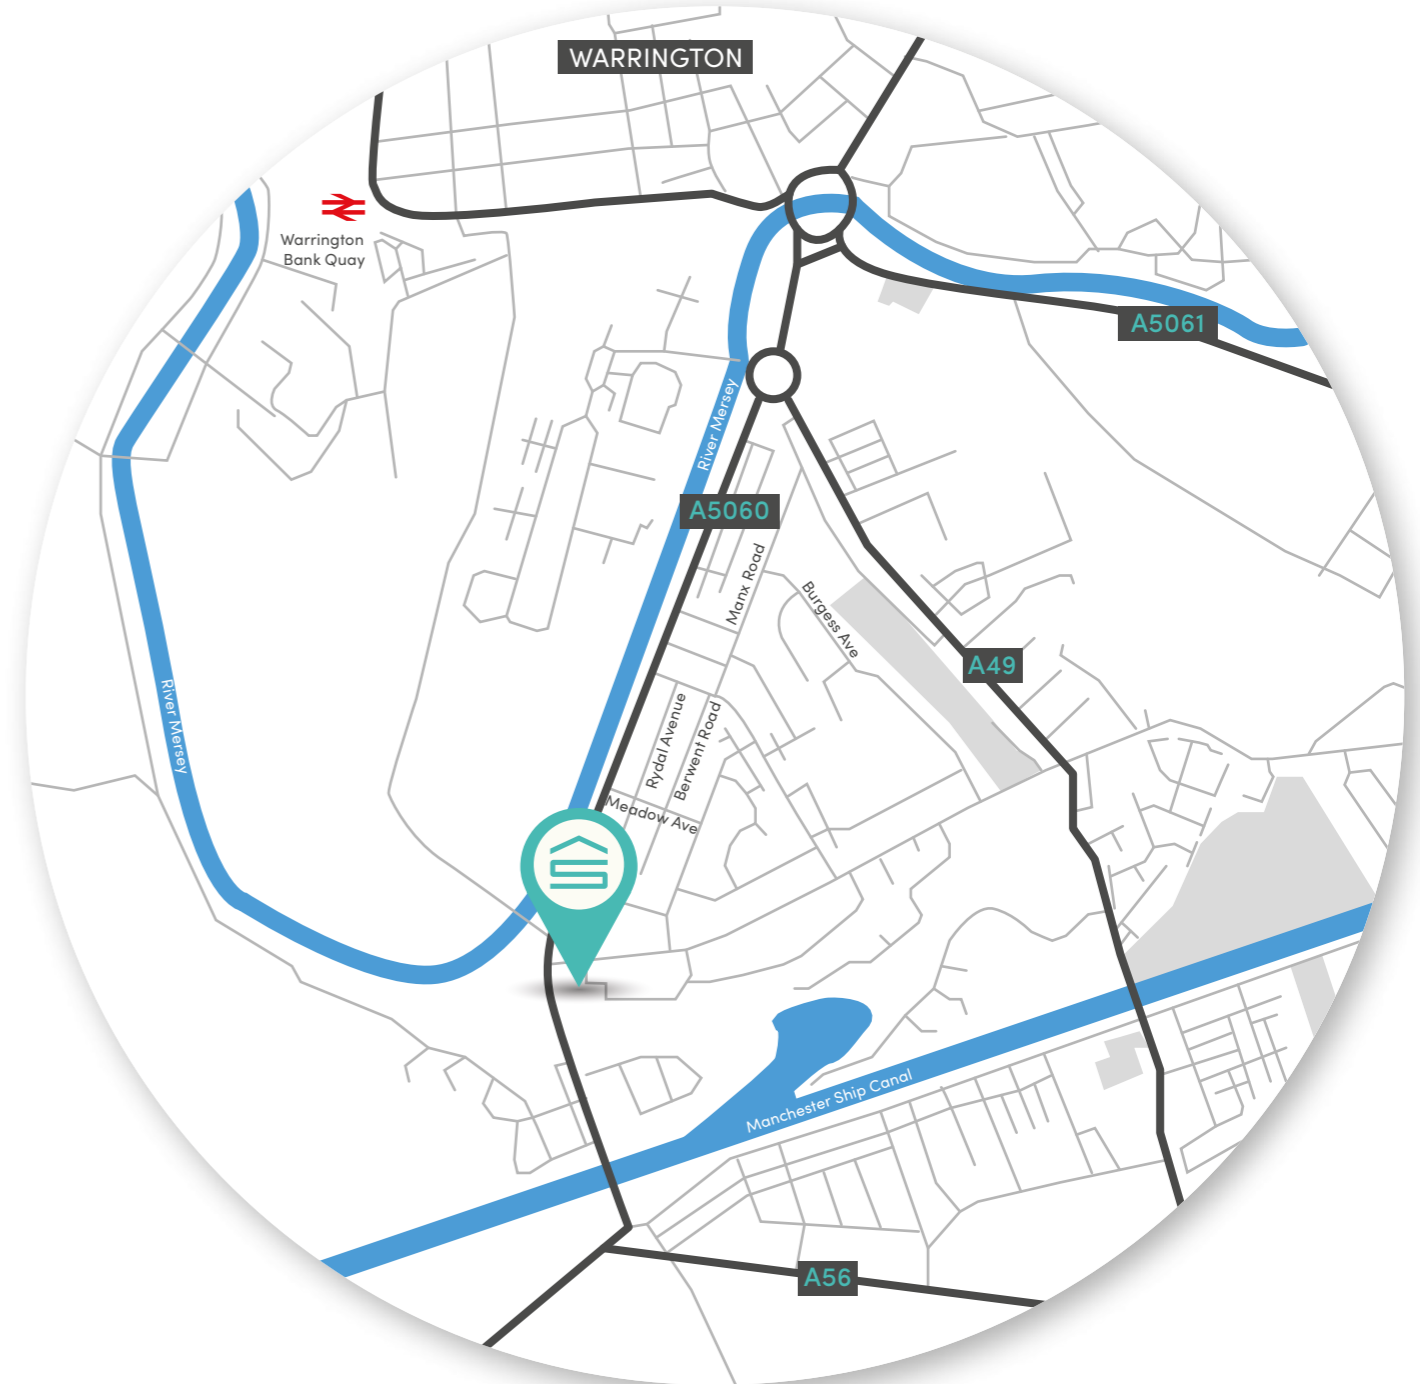 WARRINGTON
Warrington
Bank Quay
A5061
River Mersey
A5060
Manx Road
Burgess Ave
A49
River Mersey
Rydal Avenue
Berwent Road
Meadow Ave
Manchester Ship Canal
A56